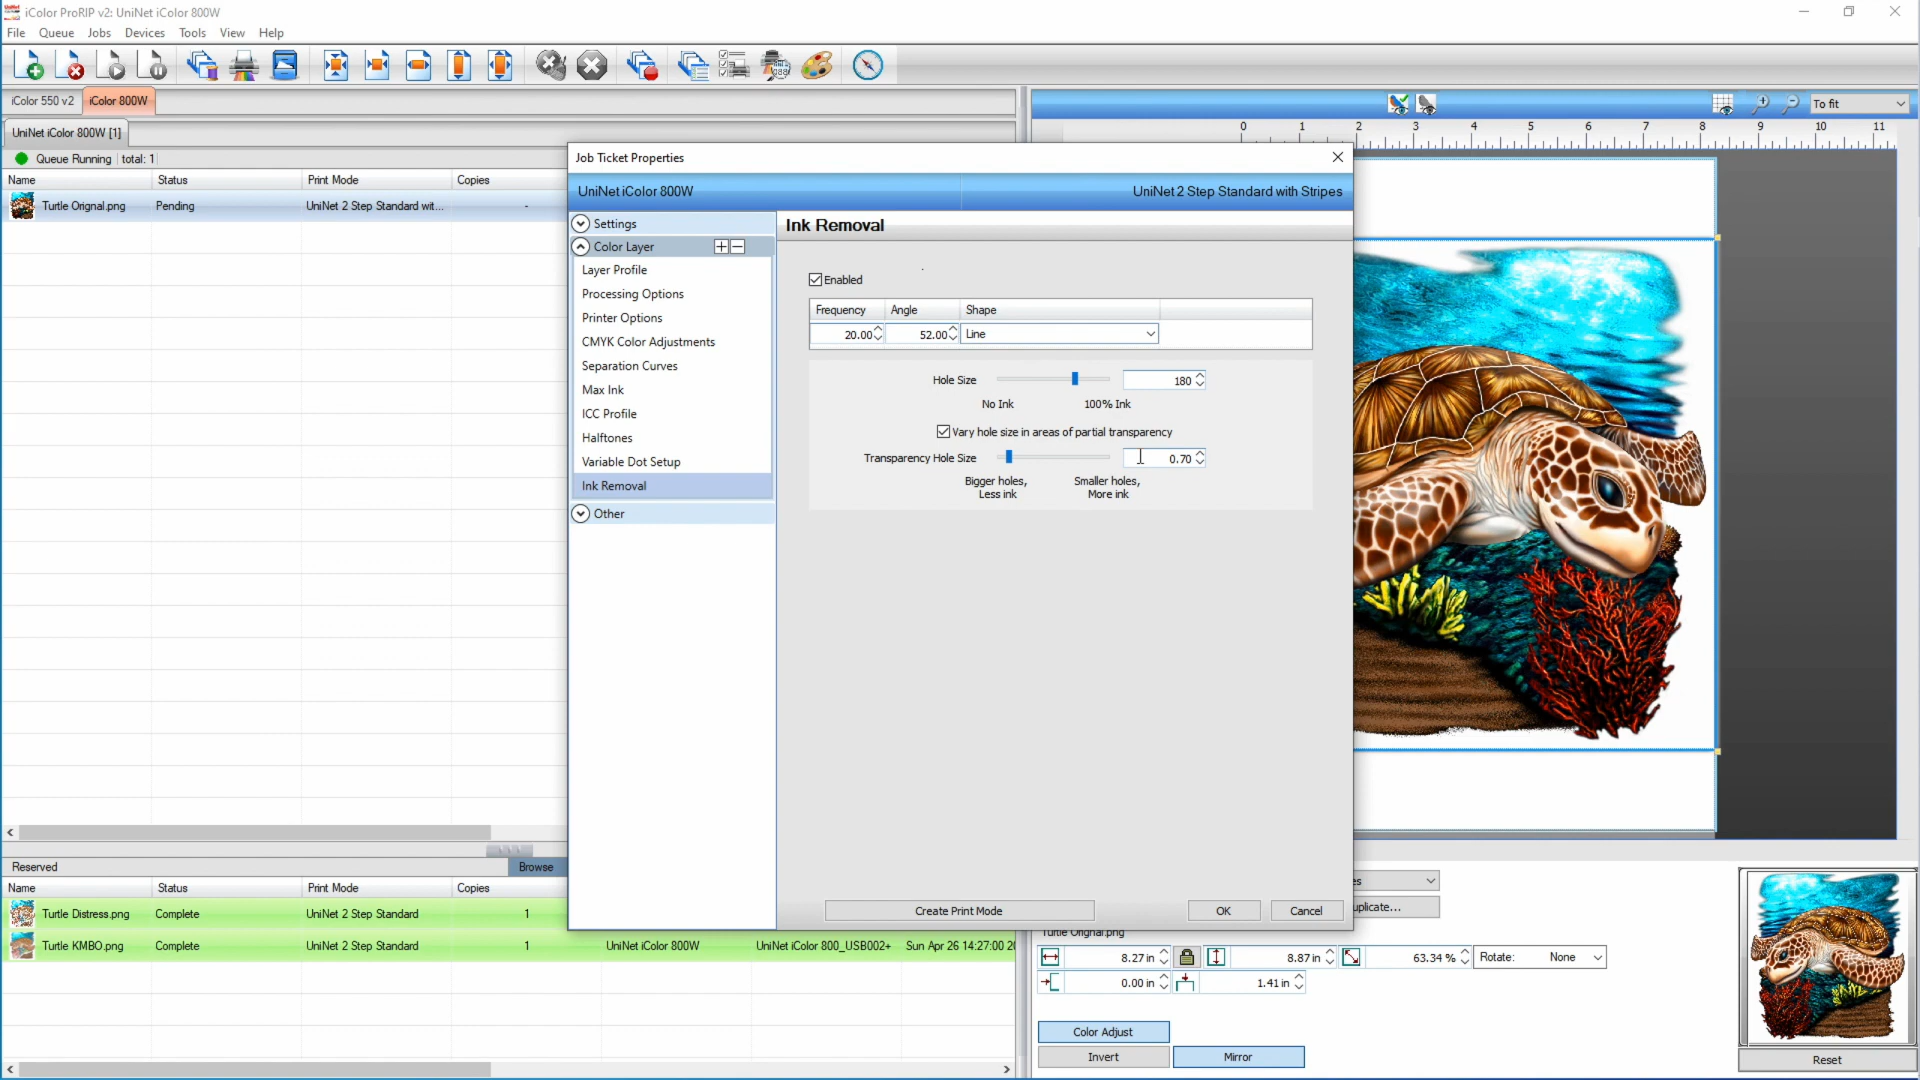 iColor ProRIP v2: UniNet iColor 800W
File Queue Jobs Devices Tools View Help
iColor 550 v2 iColor 800W
To fit
UniNet iColor 800W [1]
0 1 2 3 4 5 6 7 8 9 10 11
Queue Running total: 1
Name Status Print Mode Copies
Turtle Orignal.png Pending UniNet 2 Step Standard wit... -
Job Ticket Properties
UniNet iColor 800W UniNet 2 Step Standard with Stripes
Settings
Color Layer
Layer Profile
Processing Options
Printer Options
CMYK Color Adjustments
Separation Curves
Max Ink
ICC Profile
Halftones
Variable Dot Setup
Ink Removal
Other
Ink Removal
Enabled
Frequency Angle Shape
20.00 52.00 Line
Hole Size 180
No Ink 100% Ink
Vary hole size in areas of partial transparency
Transparency Hole Size 0.70
Bigger holes, Smaller holes,
Less ink More ink
Create Print Mode OK Cancel
Reserved Browse
Name Status Print Mode Copies
Turtle Distress.png Complete UniNet 2 Step Standard 1
Turtle KMBO.png Complete UniNet 2 Step Standard 1 UniNet iColor 800W UniNet iColor 800_USB002+ Sun Apr 26 14:27:00 20
es
uplicate...
Turtle Orignal.png
8.27 in 8.87 in 63.34 % Rotate: None
0.00 in 1.41 in
Color Adjust
Invert Mirror
Reset